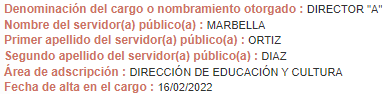 Denominación del cargo o nombramiento otorgado : DIRECTOR "A"
Nombre del servidor(a) público(a) : MARBELLA
Primer apellido del servidor(a) público(a) : ORTIZ
Segundo apellido del servidor(a) público(a) : DIAZ
Área de adscripción : DIRECCIÓN DE EDUCACIÓN Y CULTURA
Fecha de alta en el cargo : 16/02/2022